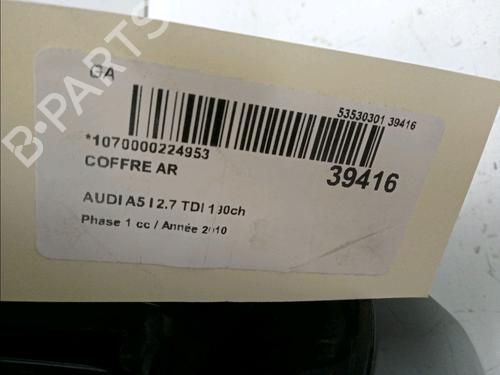 GA
53530301 39416
*1070000224953
39416
COFFRE AR
AUDI A5 I 2.7 TDI 190ch
Phase 1 cc / Année 2010
B-PARTS